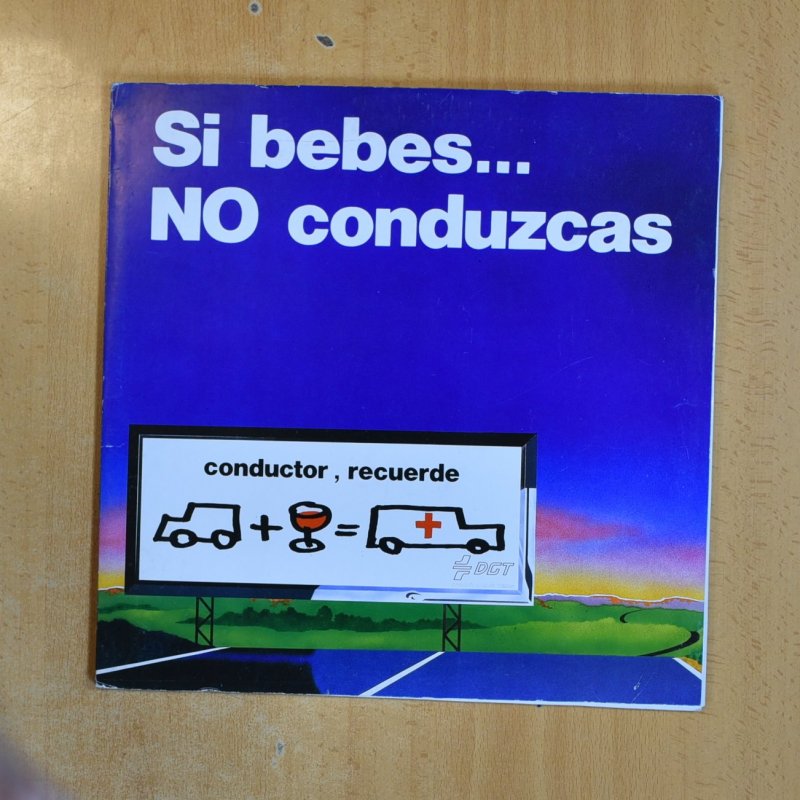 Si bebes...
NO conduzcas
conductor, recuerde
+ =
DGT